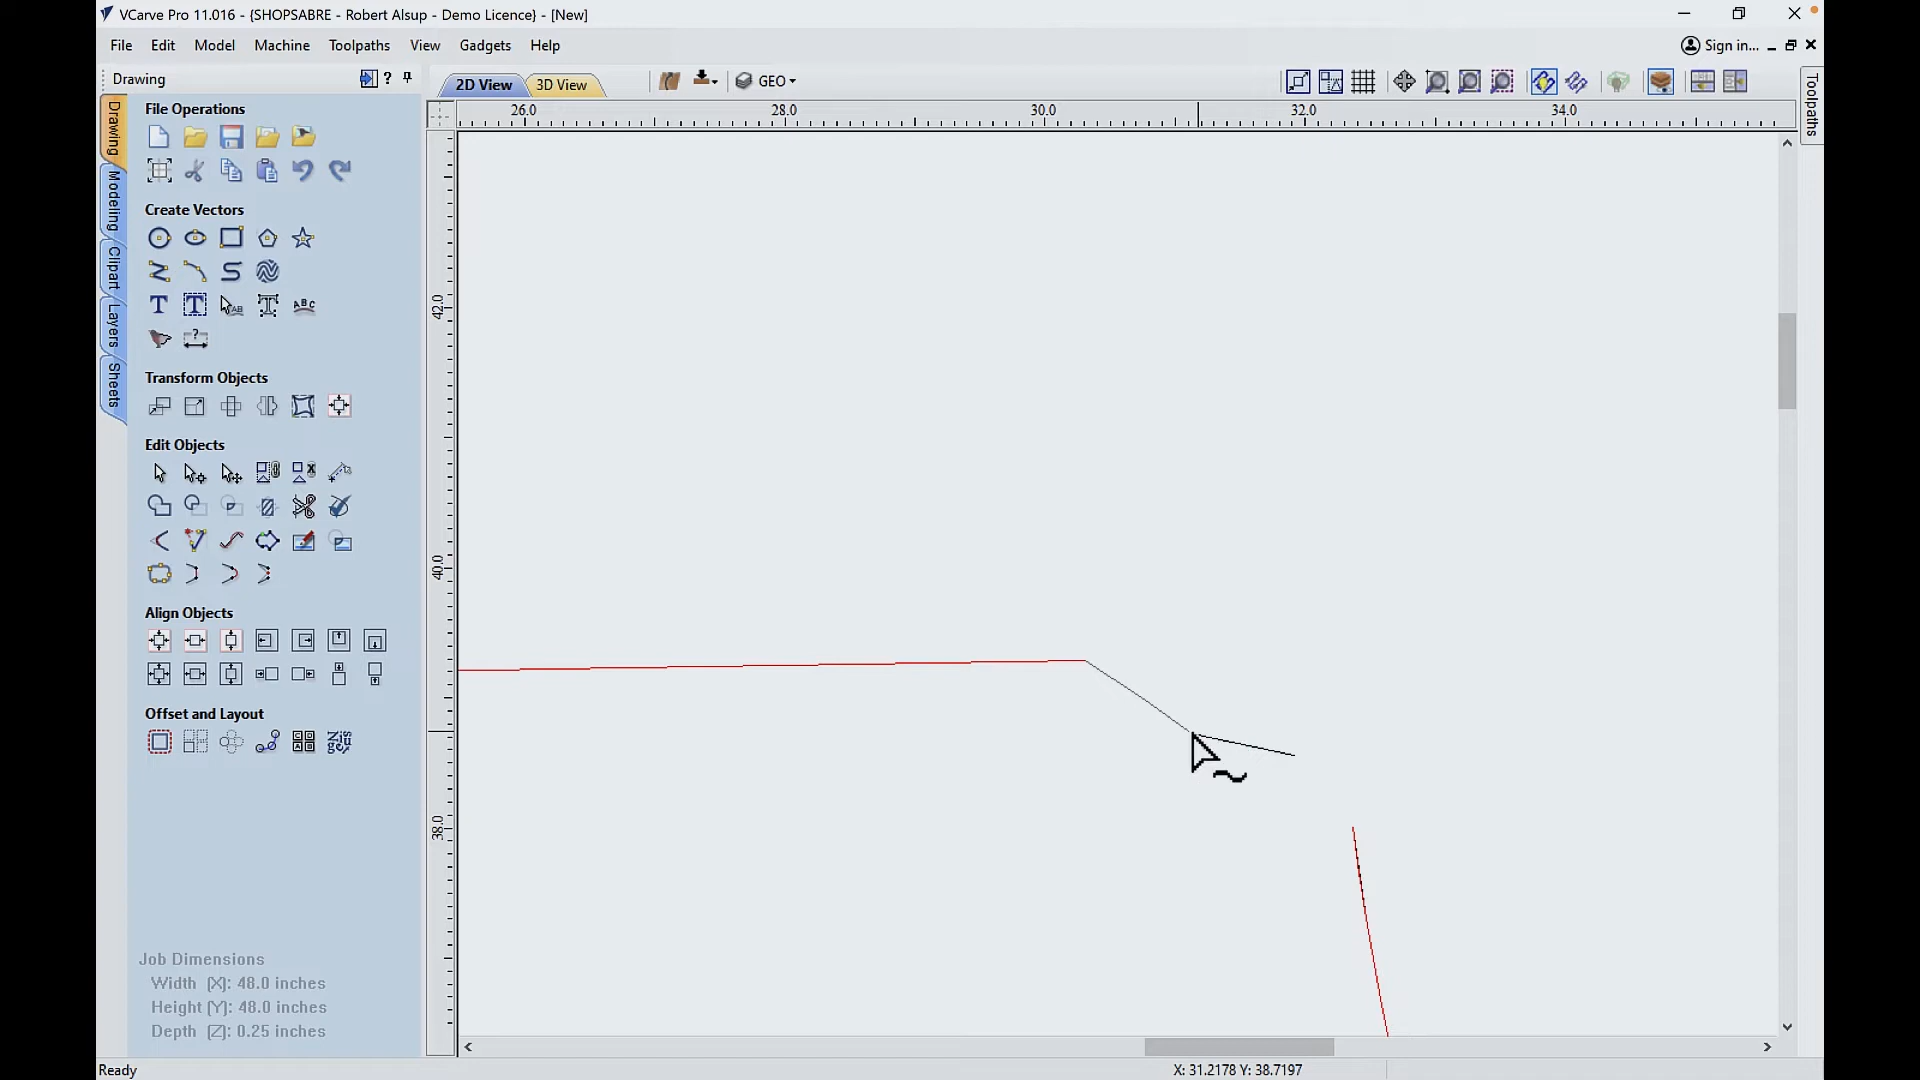 VCarve Pro 11.016 - {SHOPSABRE - Robert Alsup - Demo Licence} - [New]
File Edit Model Machine Toolpaths View Gadgets Help
Sign in...
Drawing
2D View 3D View
GEO
Toolpaths
26.0 28.0 30.0 32.0 34.0
42.0
40.0
38.0
Drawing
Modeling
Clipart
Layers
Sheets
File Operations
Create Vectors
Transform Objects
Edit Objects
Align Objects
Offset and Layout
Job Dimensions
Width (X): 48.0 inches
Height (Y): 48.0 inches
Depth (Z): 0.25 inches
Ready
X: 31.2178 Y: 38.7197